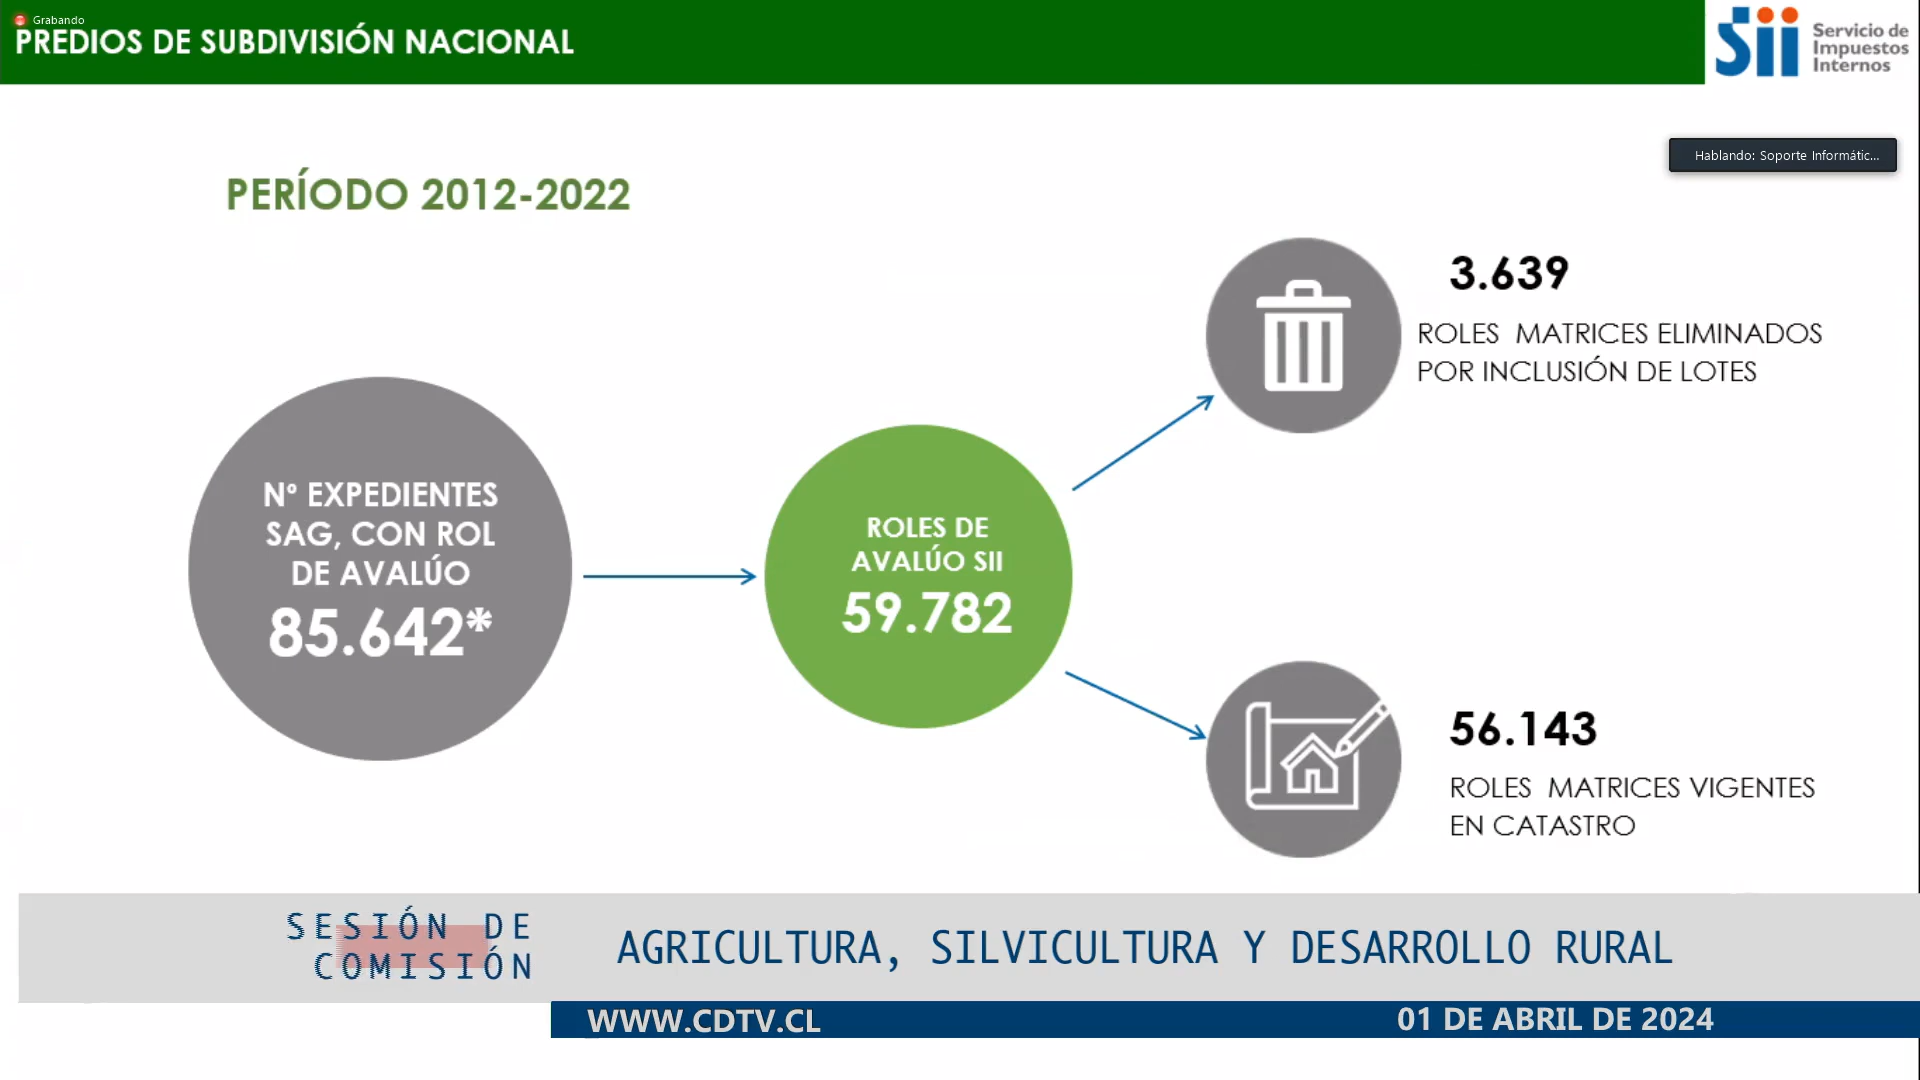 Grabando
PREDIOS DE SUBDIVISIÓN NACIONAL
Sii Servicio de
Impuestos
Internos
Hablando: Soporte Informátic...
PERÍODO 2012-2022
3.639
ROLES MATRICES ELIMINADOS
POR INCLUSIÓN DE LOTES
Nº EXPEDIENTES
SAG, CON ROL
DE AVALÚO
85.642*
ROLES DE
AVALÚO SII
59.782
56.143
ROLES MATRICES VIGENTES
EN CATASTRO
SESIÓN DE
COMISIÓN
AGRICULTURA, SILVICULTURA Y DESARROLLO RURAL
WWW.CDTV.CL
01 DE ABRIL DE 2024